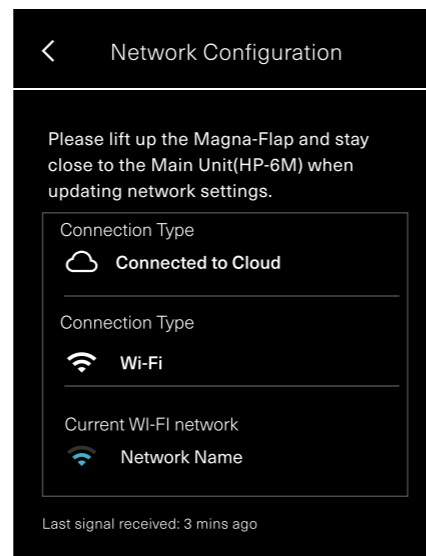 Network Configuration
Please lift up the Magna-Flap and stay
close to the Main Unit(HP-6M) when
updating network settings.
Connection Type
Connected to Cloud
Connection Type
Wi-Fi
Current WI-FI network
Network Name
Last signal received: 3 mins ago